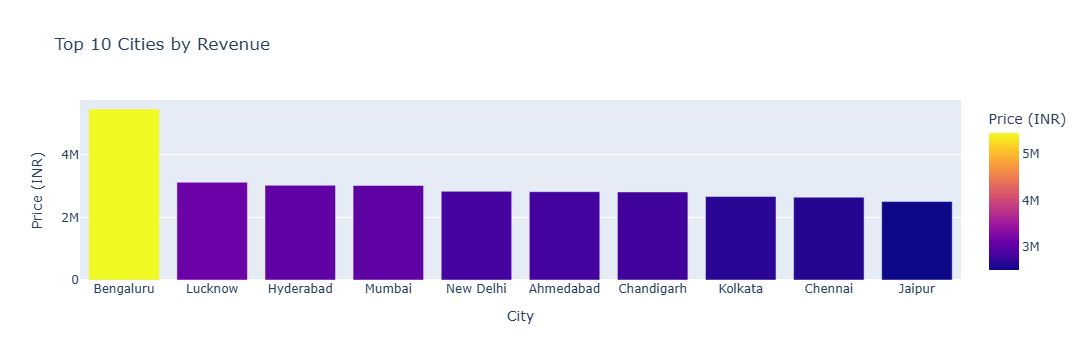 Top 10 Cities by Revenue
Price (INR)
4M
2M
0
Bengaluru Lucknow Hyderabad Mumbai New Delhi Ahmedabad Chandigarh Kolkata Chennai Jaipur
City
Price (INR)
5M
4M
3M